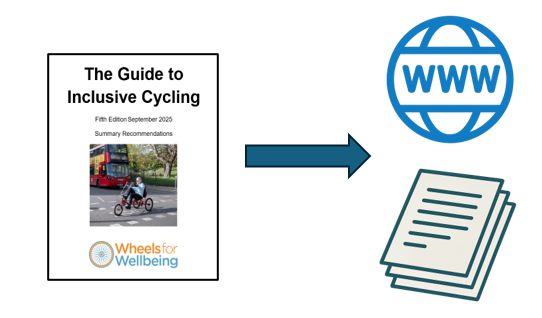 The Guide to
Inclusive Cycling
Fifth Edition September 2025
Summary Recommendations
Wheels for
Wellbeing
WWW